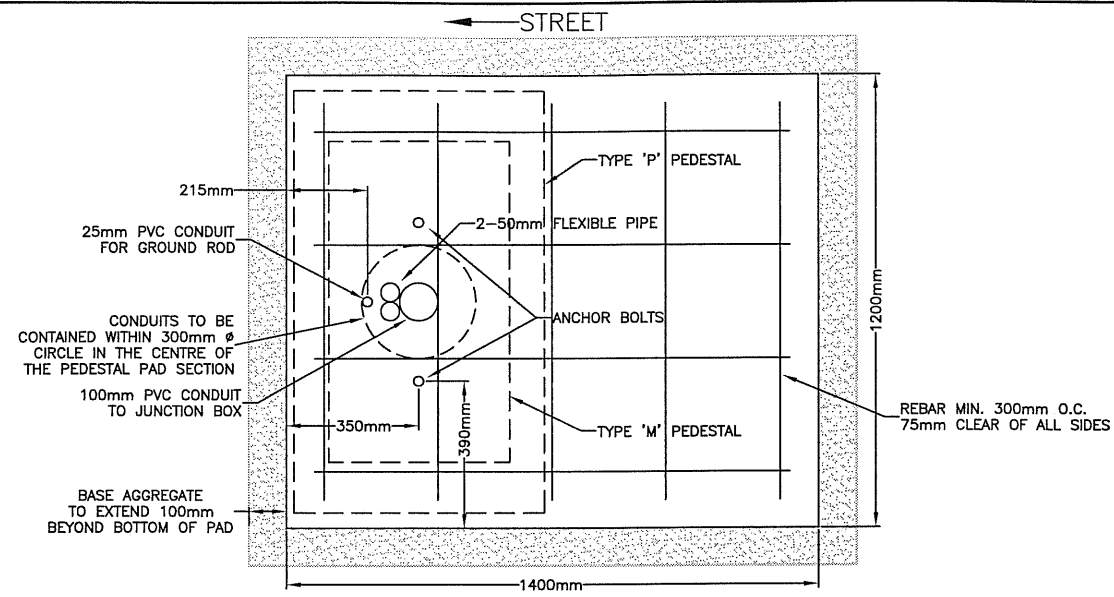 STREET
TYPE 'P' PEDESTAL
215mm
2-50mm FLEXIBLE PIPE
25mm PVC CONDUIT
FOR GROUND ROD
1200mm
CONDUITS TO BE
CONTAINED WITHIN 300mm ø
CIRCLE IN THE CENTRE OF
THE PEDESTAL PAD SECTION
ANCHOR BOLTS
100mm PVC CONDUIT
TO JUNCTION BOX
350mm
390mm
TYPE 'M' PEDESTAL
REBAR MIN. 300mm O.C.
75mm CLEAR OF ALL SIDES
BASE AGGREGATE
TO EXTEND 100mm
BEYOND BOTTOM OF PAD
1400mm